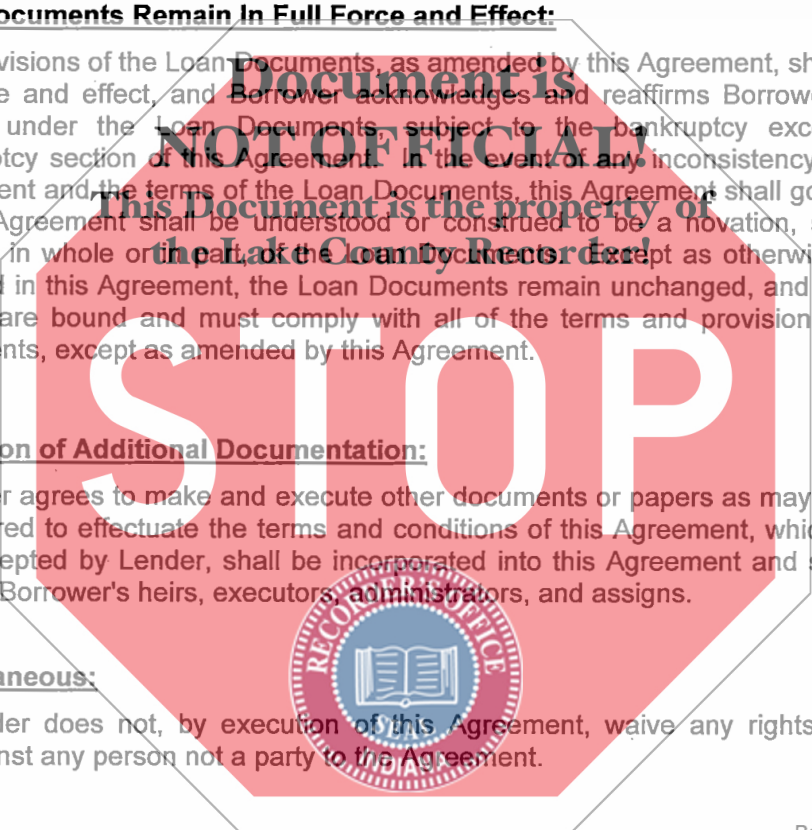 ocuments Remain In Full Force and Effect:
visions of the Loan Documents, as amended by this Agreement, sh
Document is
e and effect, and Borrower acknowledges and reaffirms Borrowe
under the Loan Documents, subject to the bankruptcy exc
NOT OFFICIAL!
tcy section of this Agreement. In the event of any inconsistency
ent and the terms of the Loan Documents, this Agreement shall go
This Document is the property of
Agreement shall be understood or construed to be a novation,
the Lake County Recorder!
in whole or in part, of the Loan Documents. Except as otherwi
d in this Agreement, the Loan Documents remain unchanged, and
are bound and must comply with all of the terms and provision
nts, except as amended by this Agreement.
STOP
on of Additional Documentation:
er agrees to make and execute other documents or papers as may
red to effectuate the terms and conditions of this Agreement, whic
epted by Lender, shall be incorporated into this Agreement and s
Borrower's heirs, executors, administrators, and assigns.
RECORDER'S OFFICE
SEAL
INDIANA
aneous:
der does not, by execution of this Agreement, waive any rights
nst any person not a party to the Agreement.